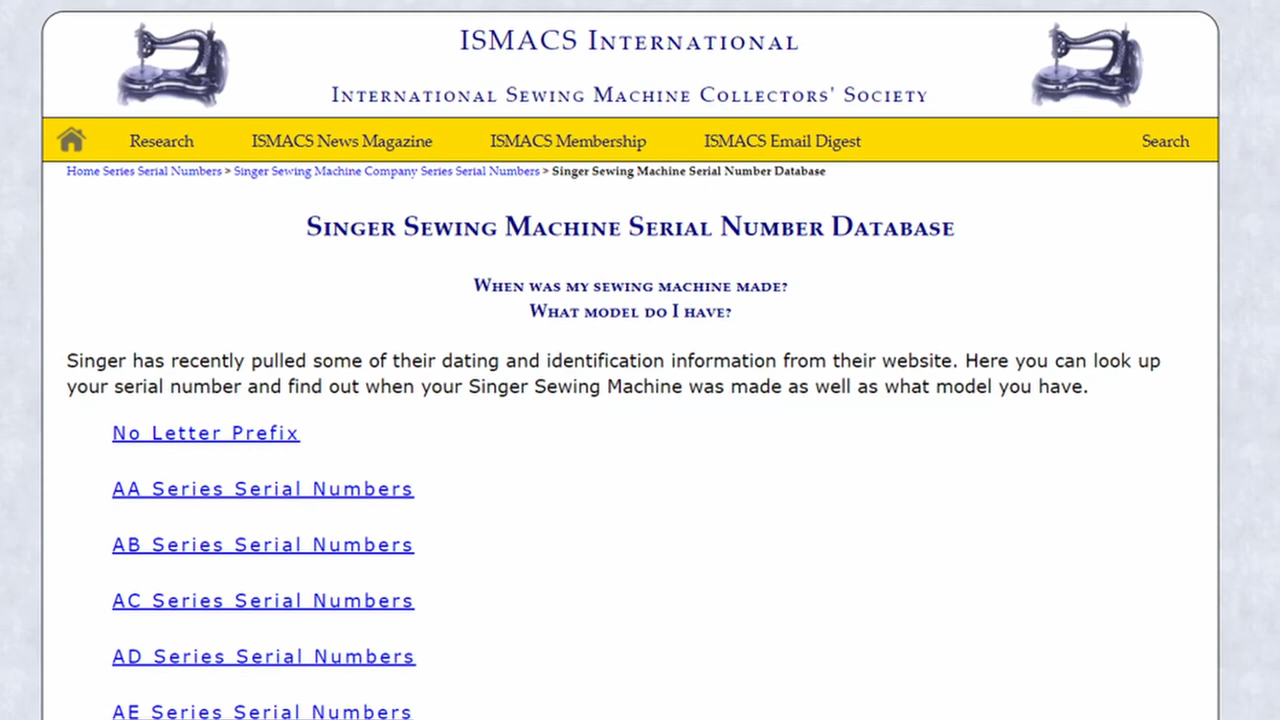 ISMACS International
International Sewing Machine Collectors' Society
Research ISMACS News Magazine ISMACS Membership ISMACS Email Digest Search
Home Series Serial Numbers > Singer Sewing Machine Company Series Serial Numbers > Singer Sewing Machine Serial Number Database
Singer Sewing Machine Serial Number Database
When was my sewing machine made?
What model do I have?
Singer has recently pulled some of their dating and identification information from their website. Here you can look up
your serial number and find out when your Singer Sewing Machine was made as well as what model you have.
No Letter Prefix
AA Series Serial Numbers
AB Series Serial Numbers
AC Series Serial Numbers
AD Series Serial Numbers
AE Series Serial Numbers